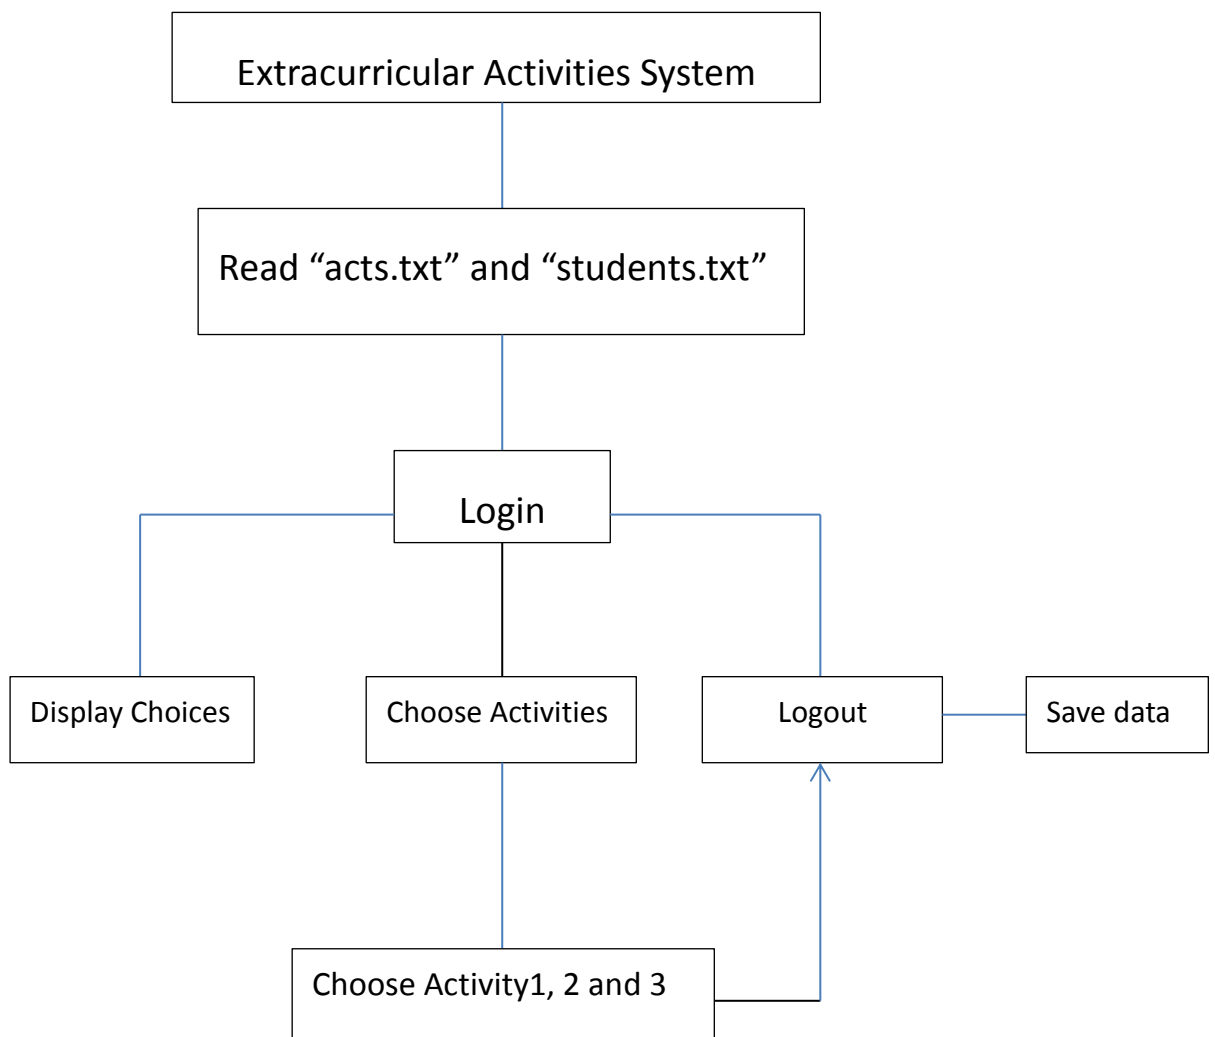 Extracurricular Activities System
Read “acts.txt” and “students.txt”
Login
Display Choices
Choose Activities
Logout
Save data
Choose Activity1, 2 and 3